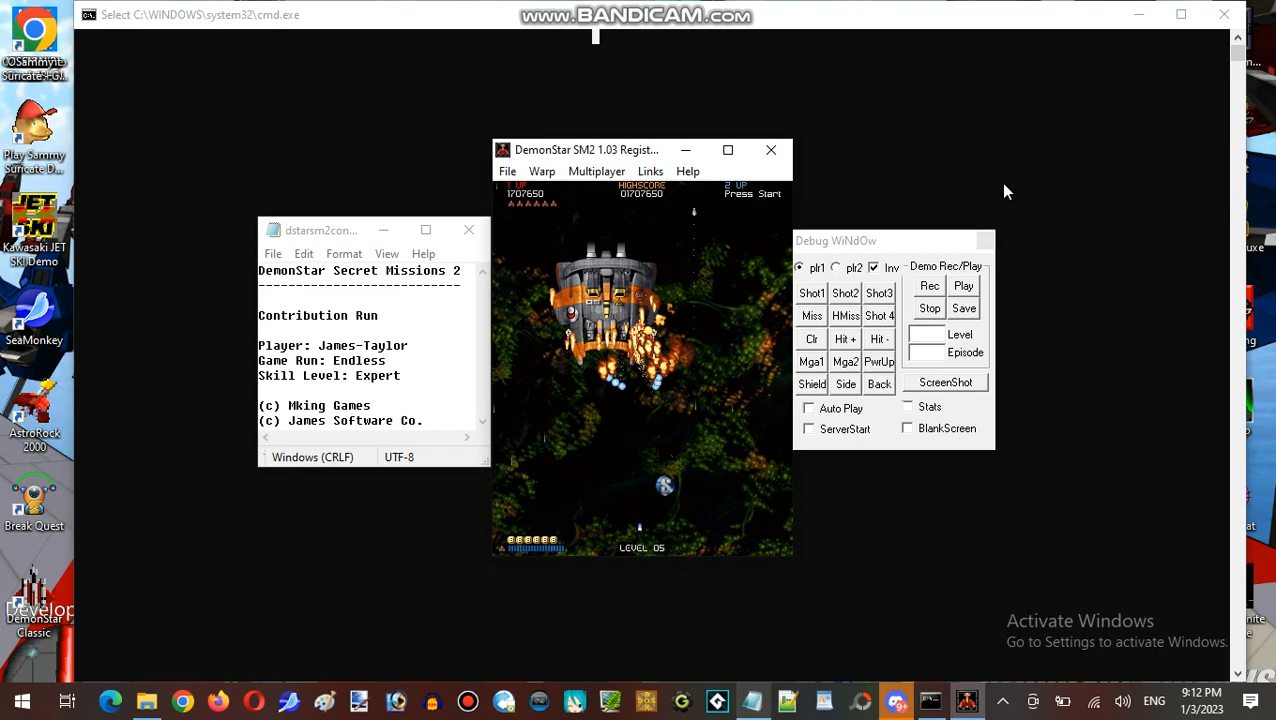 Select C:\WINDOWS\system32\cmd.exe
www.BANDICAM.com
Suricate
Play Sammy
Suricate D...
JET
SKI
Kawasaki JET
SKI Demo
SeaMonkey
AstroRock
2000
Break Quest
Develop
DemonStar
Classic
dstarsm2con...
File Edit Format View Help
DemonStar Secret Missions 2
---------------------------
Contribution Run
Player: James-Taylor
Game Run: Endless
Skill Level: Expert
(c) Mking Games
(c) James Software Co.
Windows (CRLF) UTF-8
DemonStar SM2 1.03 Regist...
File Warp Multiplayer Links Help
1 UP HIGHSCORE 2 UP
1707650 01707650 Press Start
S
LEVEL 05
Debug WiNdOw
plr1 plr2 Inv Demo Rec/Play
Shot1 Shot2 Shot3 Rec Play
Miss HMiss Shot 4 Stop Save
Clr Hit + Hit - Level
Mga1 Mga2 PwrUp Episode
Shield Side Back ScreenShot
Auto Play Stats
ServerStart BlankScreen
Activate Windows
Go to Settings to activate Windows.
ENG
9:12 PM
1/3/2023